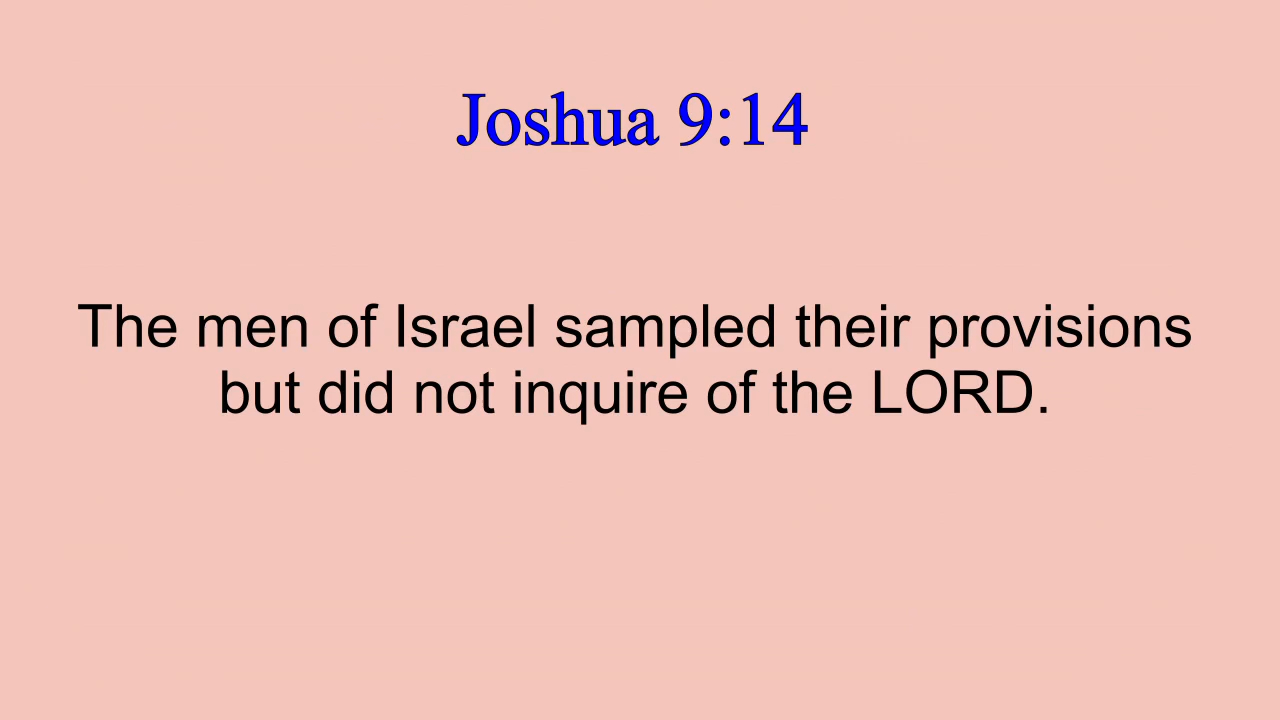 Joshua 9:14
The men of Israel sampled their provisions
but did not inquire of the LORD.